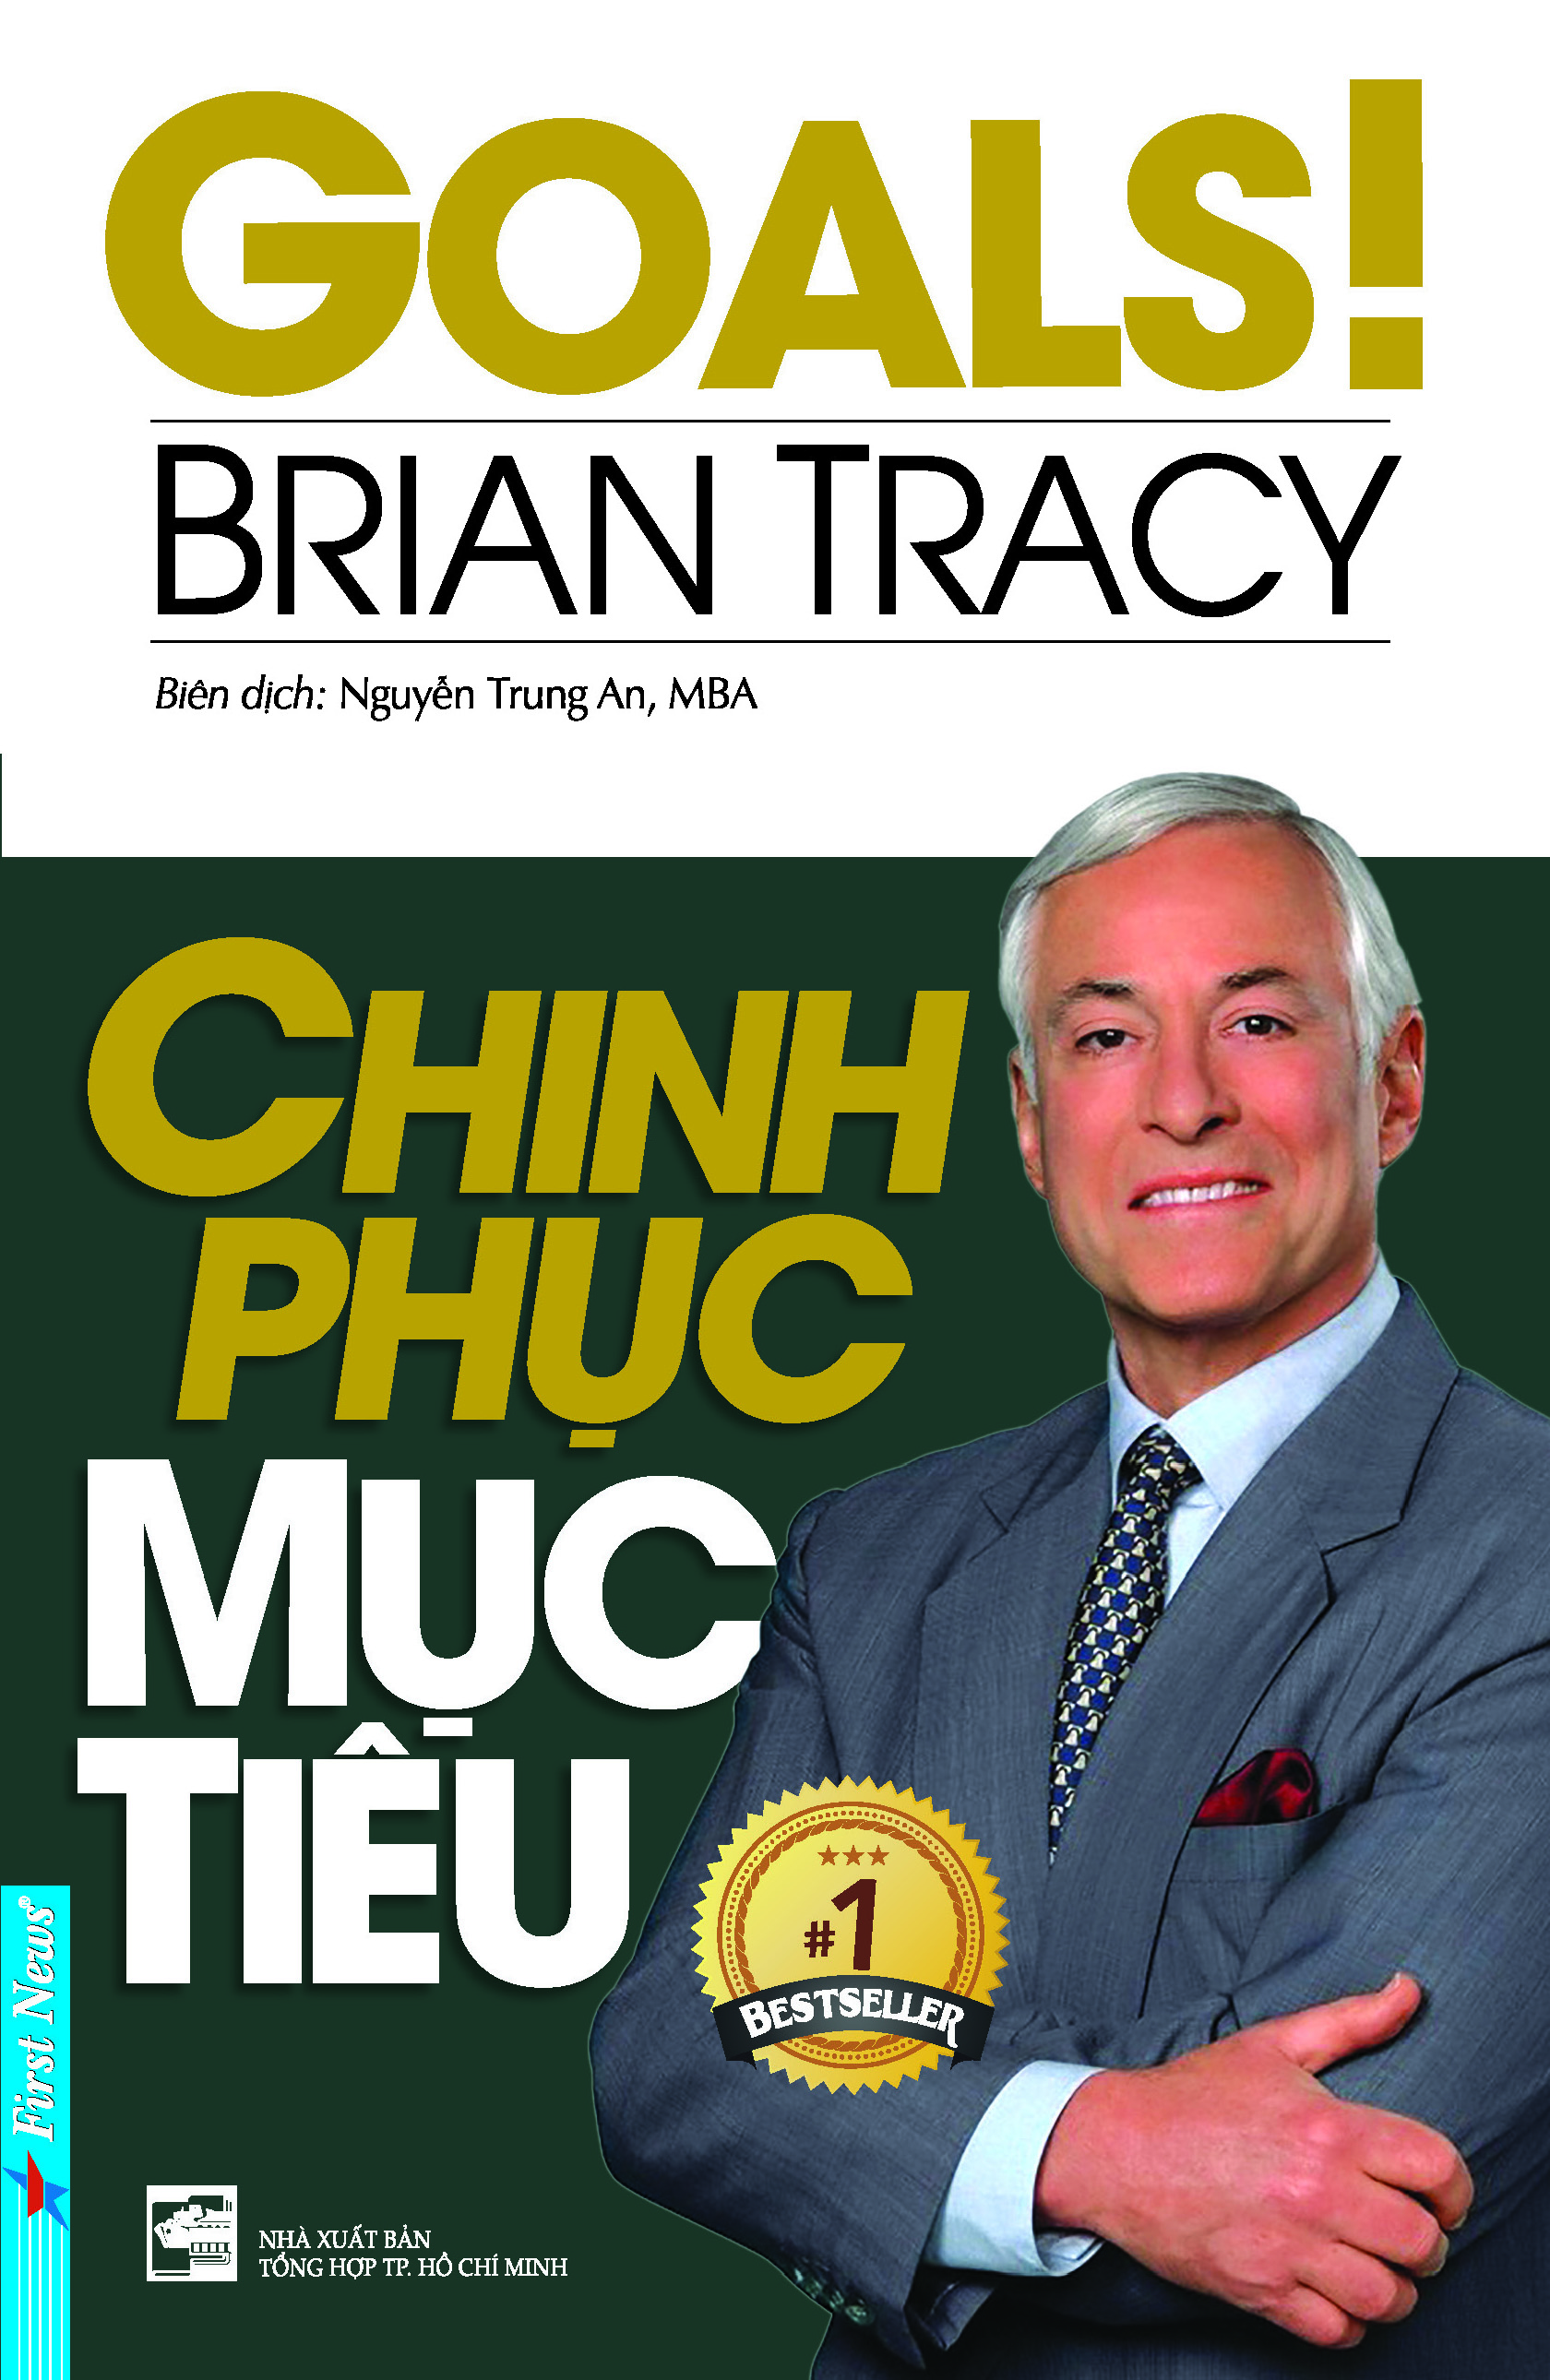 GOALS!
BRIAN TRACY
Biên dịch: Nguyễn Trung An, MBA
CHINH
PHỤC
MỤC
TIÊU
#1
BESTSELLER
First News®
NHÀ XUẤT BẢN
TỔNG HỢP TP. HỒ CHÍ MINH